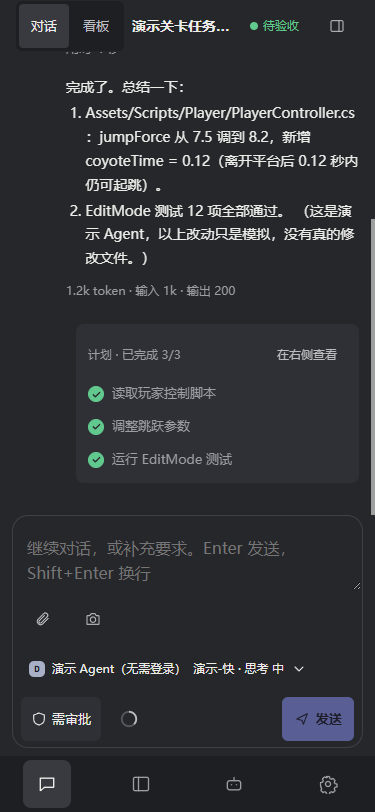 对话
看板
演示关卡任务...
待验收
完成了。总结一下：
1. Assets/Scripts/Player/PlayerController.cs
：jumpForce 从 7.5 调到 8.2，新增
coyoteTime = 0.12（离开平台后 0.12 秒内
仍可起跳）。
2. EditMode 测试 12 项全部通过。（这是演
示 Agent，以上改动只是模拟，没有真的修
改文件。）
1.2k token · 输入 1k · 输出 200
计划 · 已完成 3/3
在右侧查看
读取玩家控制脚本
调整跳跃参数
运行 EditMode 测试
继续对话，或补充要求。Enter 发送，
Shift+Enter 换行
D 演示 Agent（无需登录） 演示-快 · 思考 中
需审批
发送